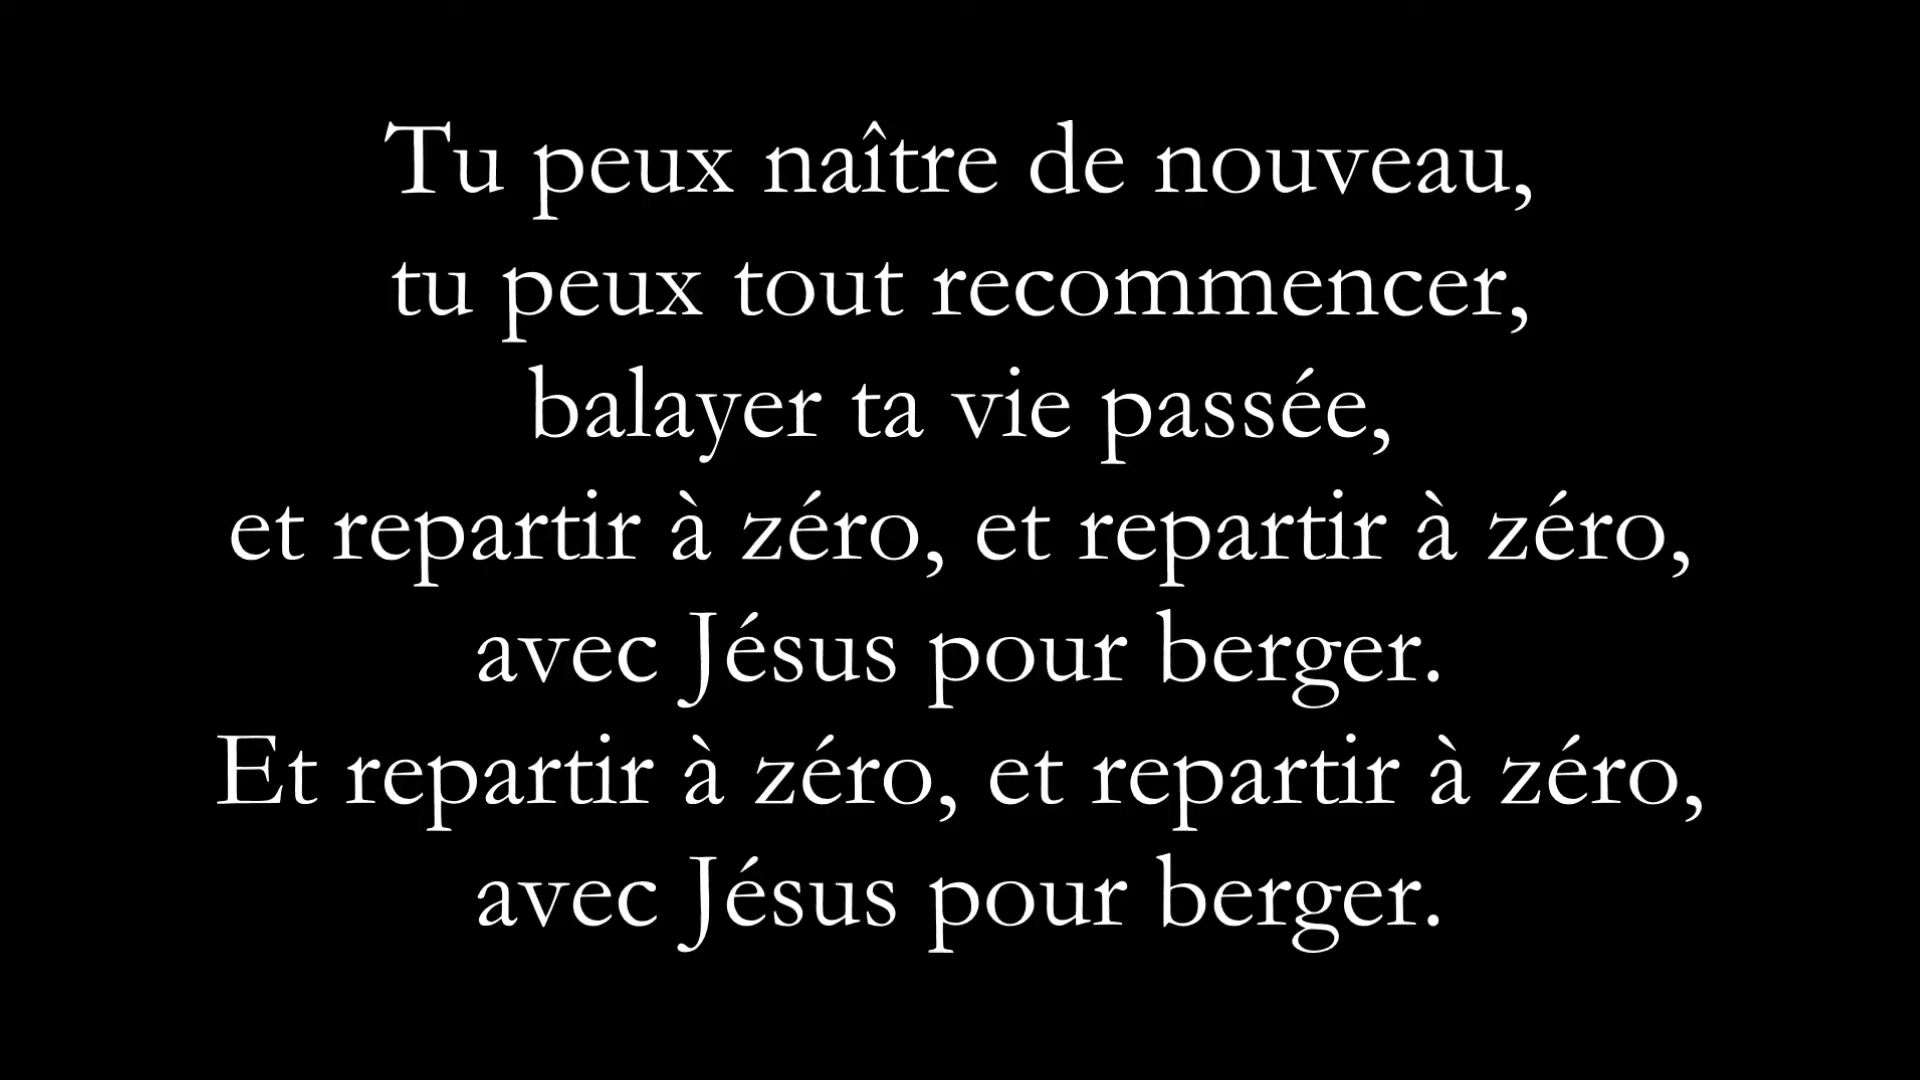 Tu peux naître de nouveau,
tu peux tout recommencer,
balayer ta vie passée,
et repartir à zéro, et repartir à zéro,
avec Jésus pour berger.
Et repartir à zéro, et repartir à zéro,
avec Jésus pour berger.